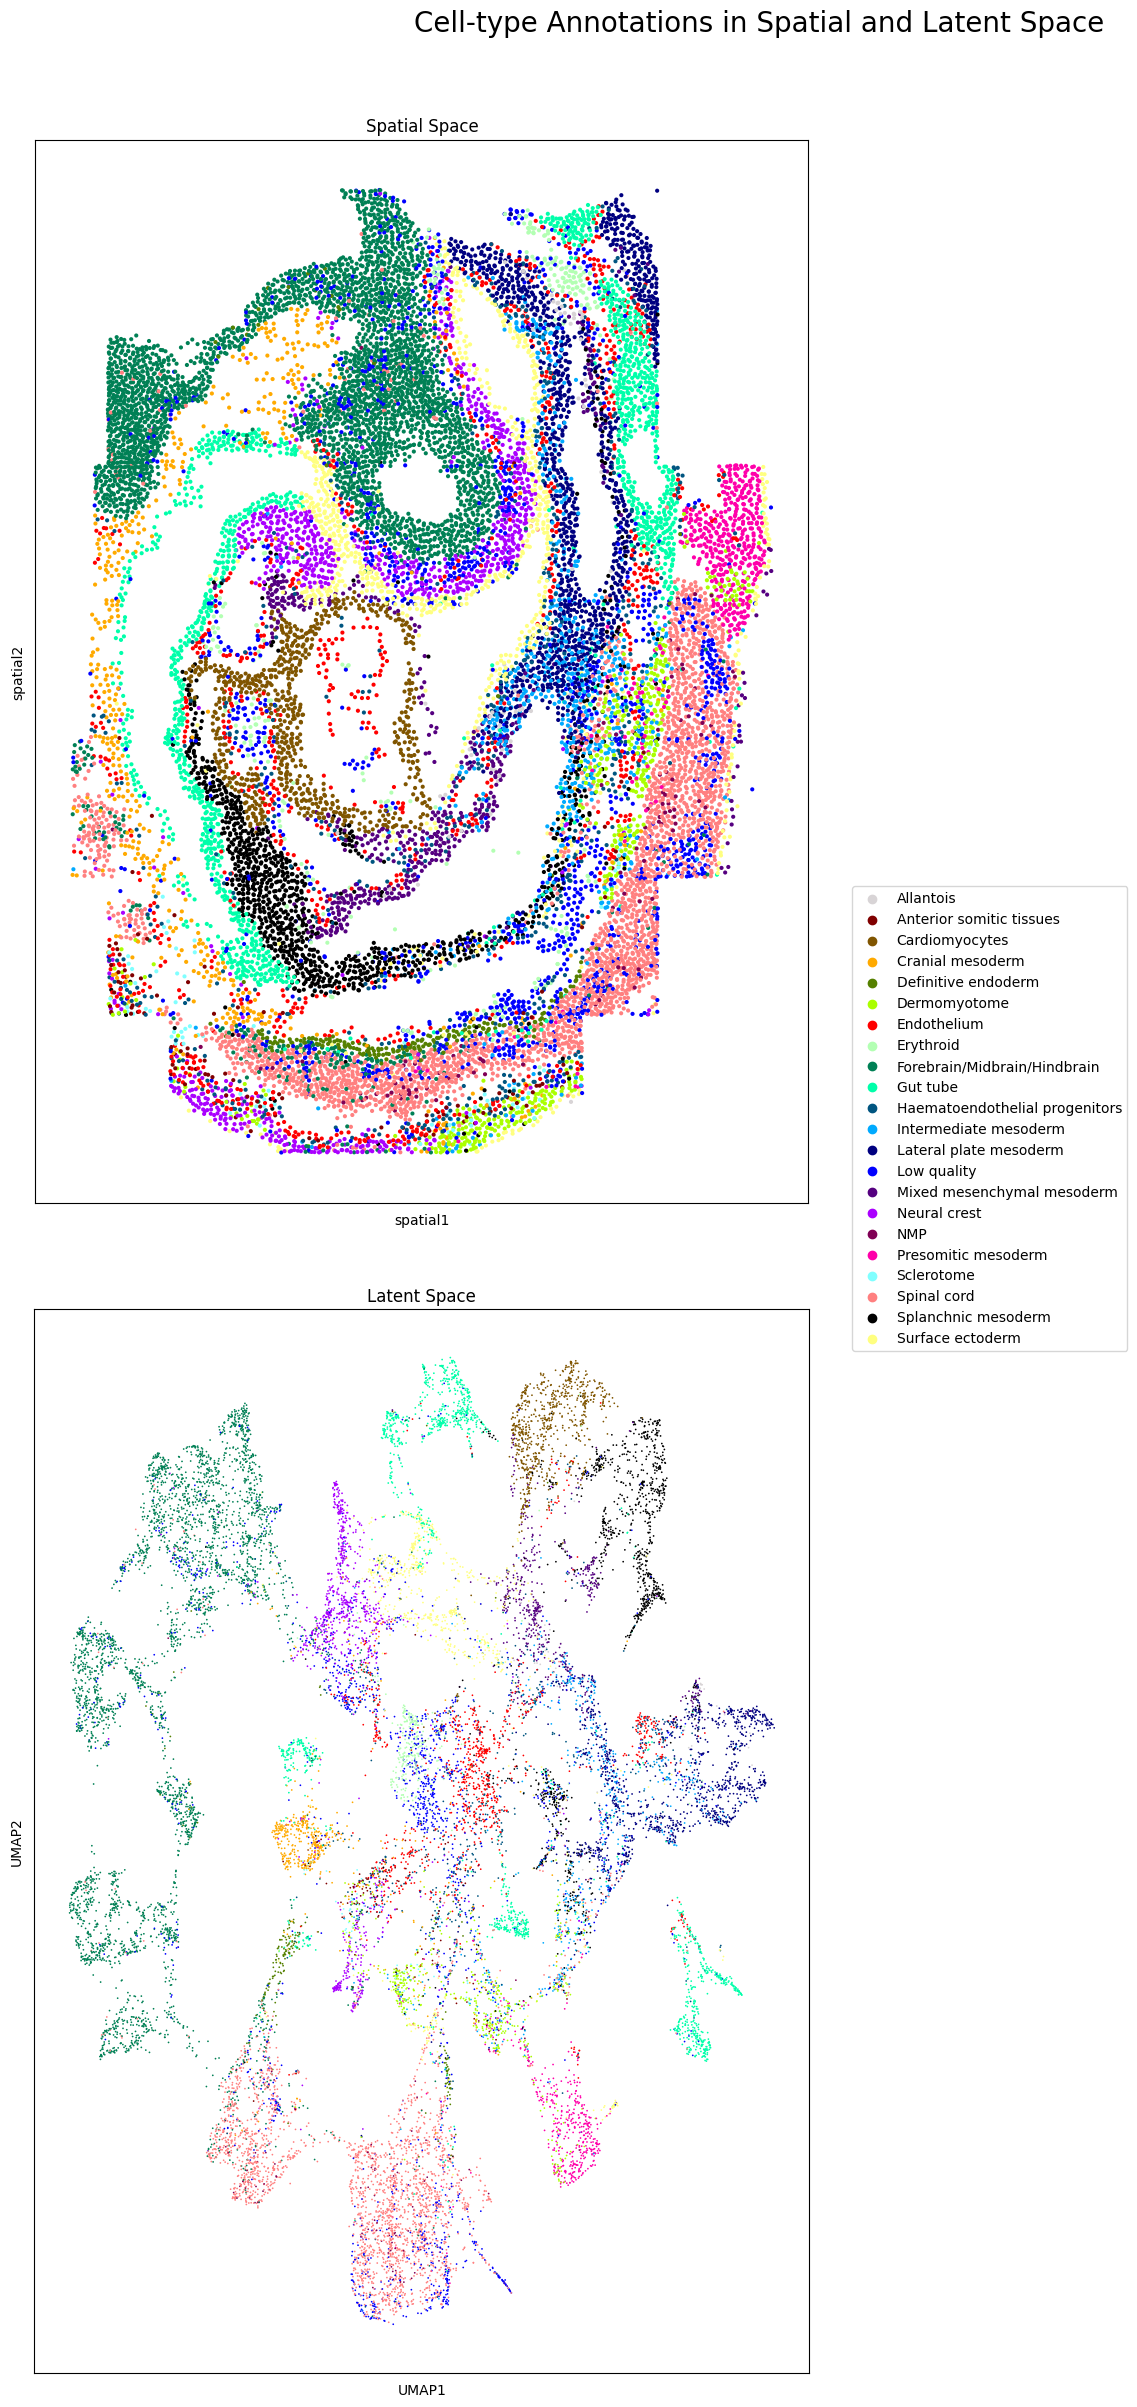 Cell-type Annotations in Spatial and Latent Space
Spatial Space
spatial2
spatial1
Allantois
Anterior somitic tissues
Cardiomyocytes
Cranial mesoderm
Definitive endoderm
Dermomyotome
Endothelium
Erythroid
Forebrain/Midbrain/Hindbrain
Gut tube
Haematoendothelial progenitors
Intermediate mesoderm
Lateral plate mesoderm
Low quality
Mixed mesenchymal mesoderm
Neural crest
NMP
Presomitic mesoderm
Sclerotome
Spinal cord
Splanchnic mesoderm
Surface ectoderm
Latent Space
UMAP2
UMAP1